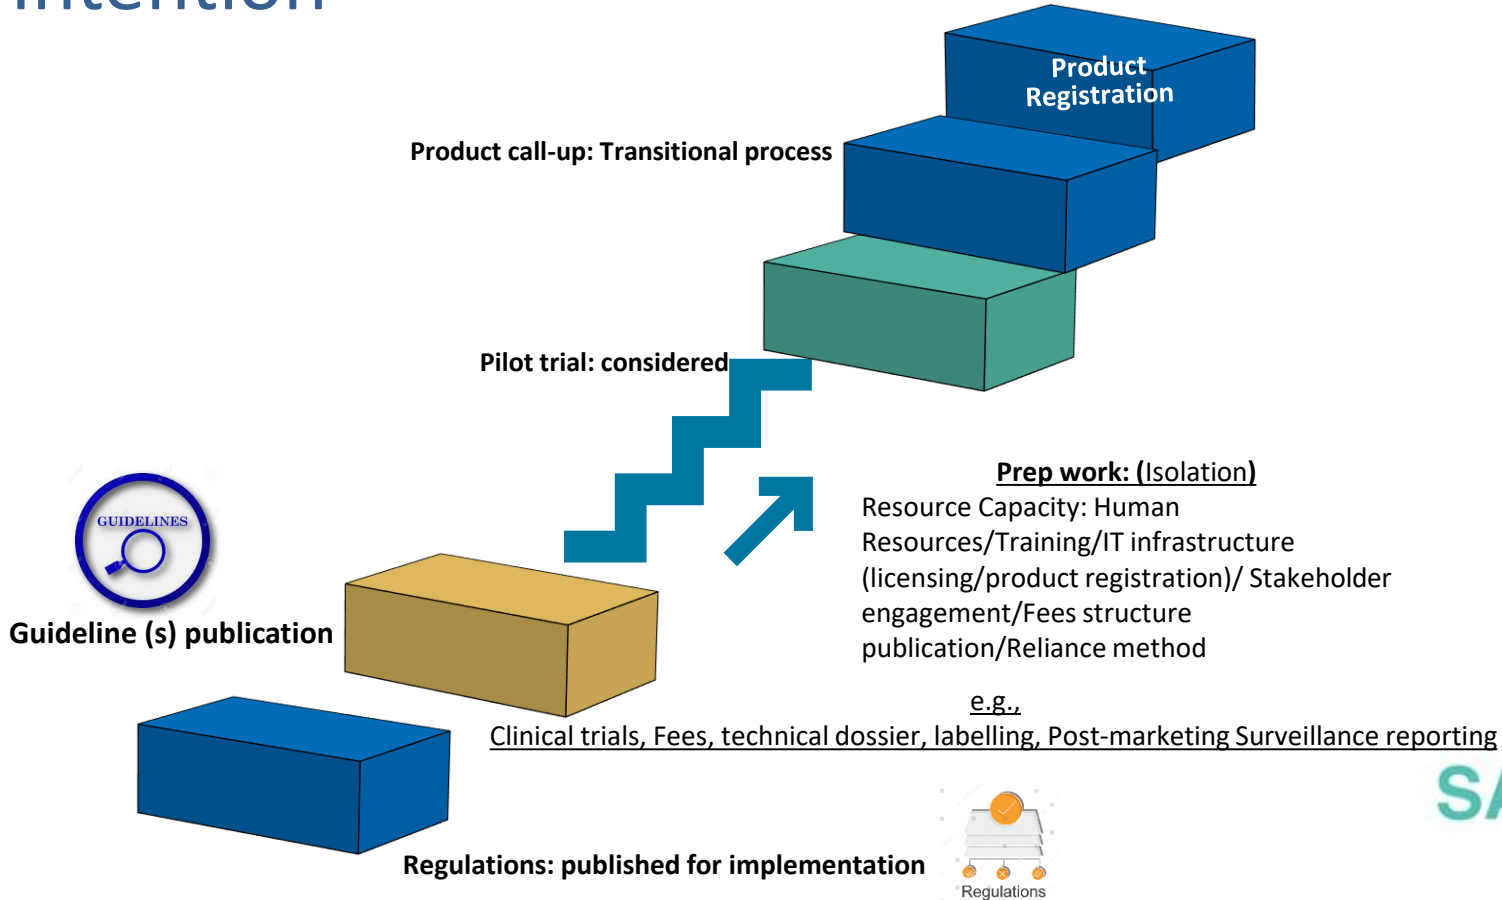 Intention
Product
Registration
Product call-up: Transitional process
Pilot trial: considered
Prep work: (Isolation)
Resource Capacity: Human
Resources/Training/IT infrastructure
(licensing/product registration)/ Stakeholder
engagement/Fees structure
publication/Reliance method
GUIDELINES
Guideline (s) publication
e.g.,
Clinical trials, Fees, technical dossier, labelling, Post-marketing Surveillance reporting
SA
Regulations: published for implementation
Regulations